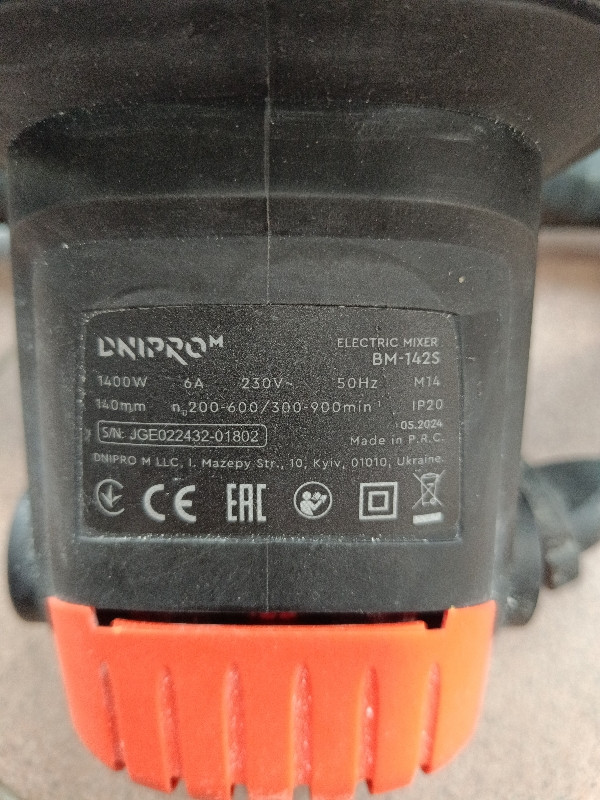 DNIPRO M
ELECTRIC MIXER
BM-142S
1400W 6A 230V~ 50Hz M14
140mm n₀200-600/300-900min⁻¹ IP20
S/N: JGE022432-01802
05.2024
Made in P.R.C.
DNIPRO M LLC, I. Mazepy Str., 10, Kyiv, 01010, Ukraine
CE EAC